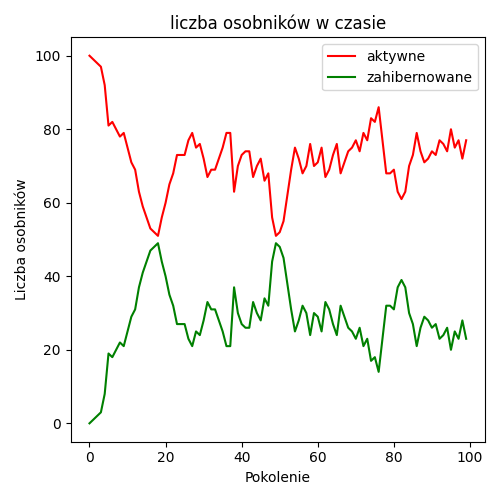 liczba osobników w czasie
aktywne
zahibernowane
Liczba osobników
100
80
60
40
20
0
0 20 40 60 80 100
Pokolenie